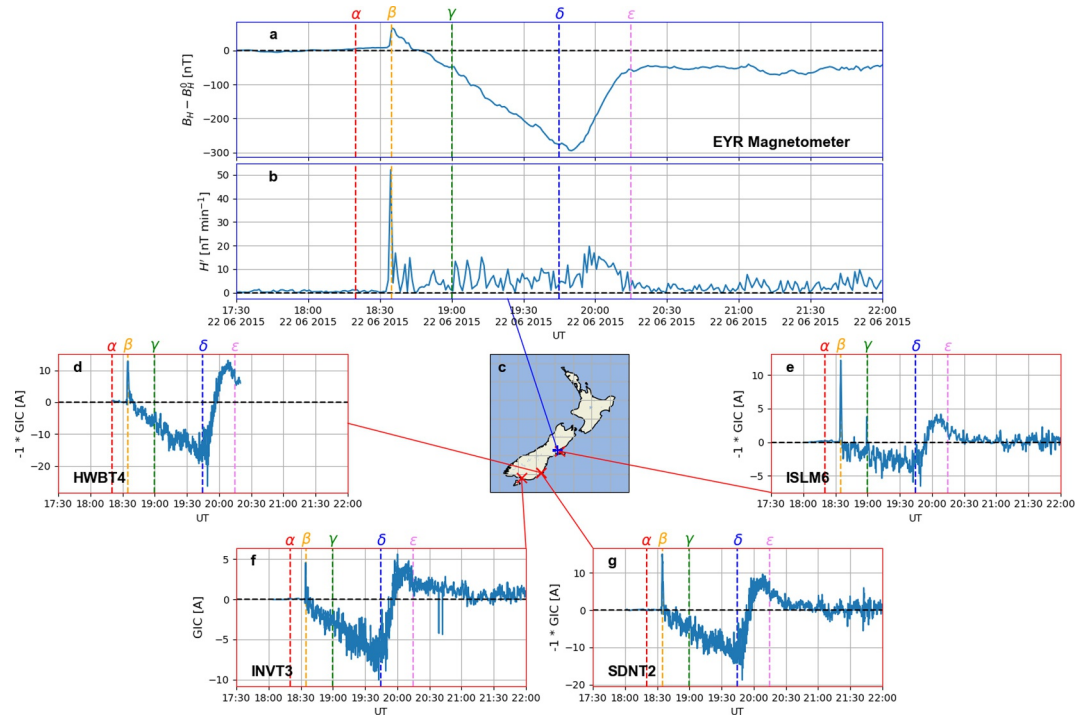 α β γ δ ε
a
B_H − B_H^0 [nT]
0
−100
−200
−300
EYR Magnetometer
b
H' [nT min⁻¹]
50
40
30
20
10
0
17:30 18:00 18:30 19:00 19:30 20:00 20:30 21:00 21:30 22:00
22 06 2015 22 06 2015 22 06 2015 22 06 2015 22 06 2015 22 06 2015 22 06 2015 22 06 2015 22 06 2015 22 06 2015
UT
α β γ δ ε
d
-1 * GIC [A]
10
0
−10
−20
HWBT4
17:30 18:00 18:30 19:00 19:30 20:00 20:30 21:00 21:30 22:00
UT
c
α β γ δ ε
e
-1 * GIC [A]
10
5
0
−5
ISLM6
17:30 18:00 18:30 19:00 19:30 20:00 20:30 21:00 21:30 22:00
UT
α β γ δ ε
f
GIC [A]
5
0
−5
−10
INVT3
17:30 18:00 18:30 19:00 19:30 20:00 20:30 21:00 21:30 22:00
UT
α β γ δ ε
g
-1 * GIC [A]
10
0
−10
−20
SDNT2
17:30 18:00 18:30 19:00 19:30 20:00 20:30 21:00 21:30 22:00
UT